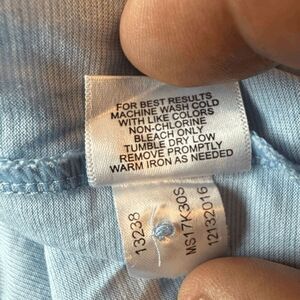 FOR BEST RESULTS
MACHINE WASH COLD
WITH LIKE COLORS
NON-CHLORINE
BLEACH ONLY
TUMBLE DRY LOW
REMOVE PROMPTLY
WARM IRON AS NEEDED
13238
MS17K30S
12132016